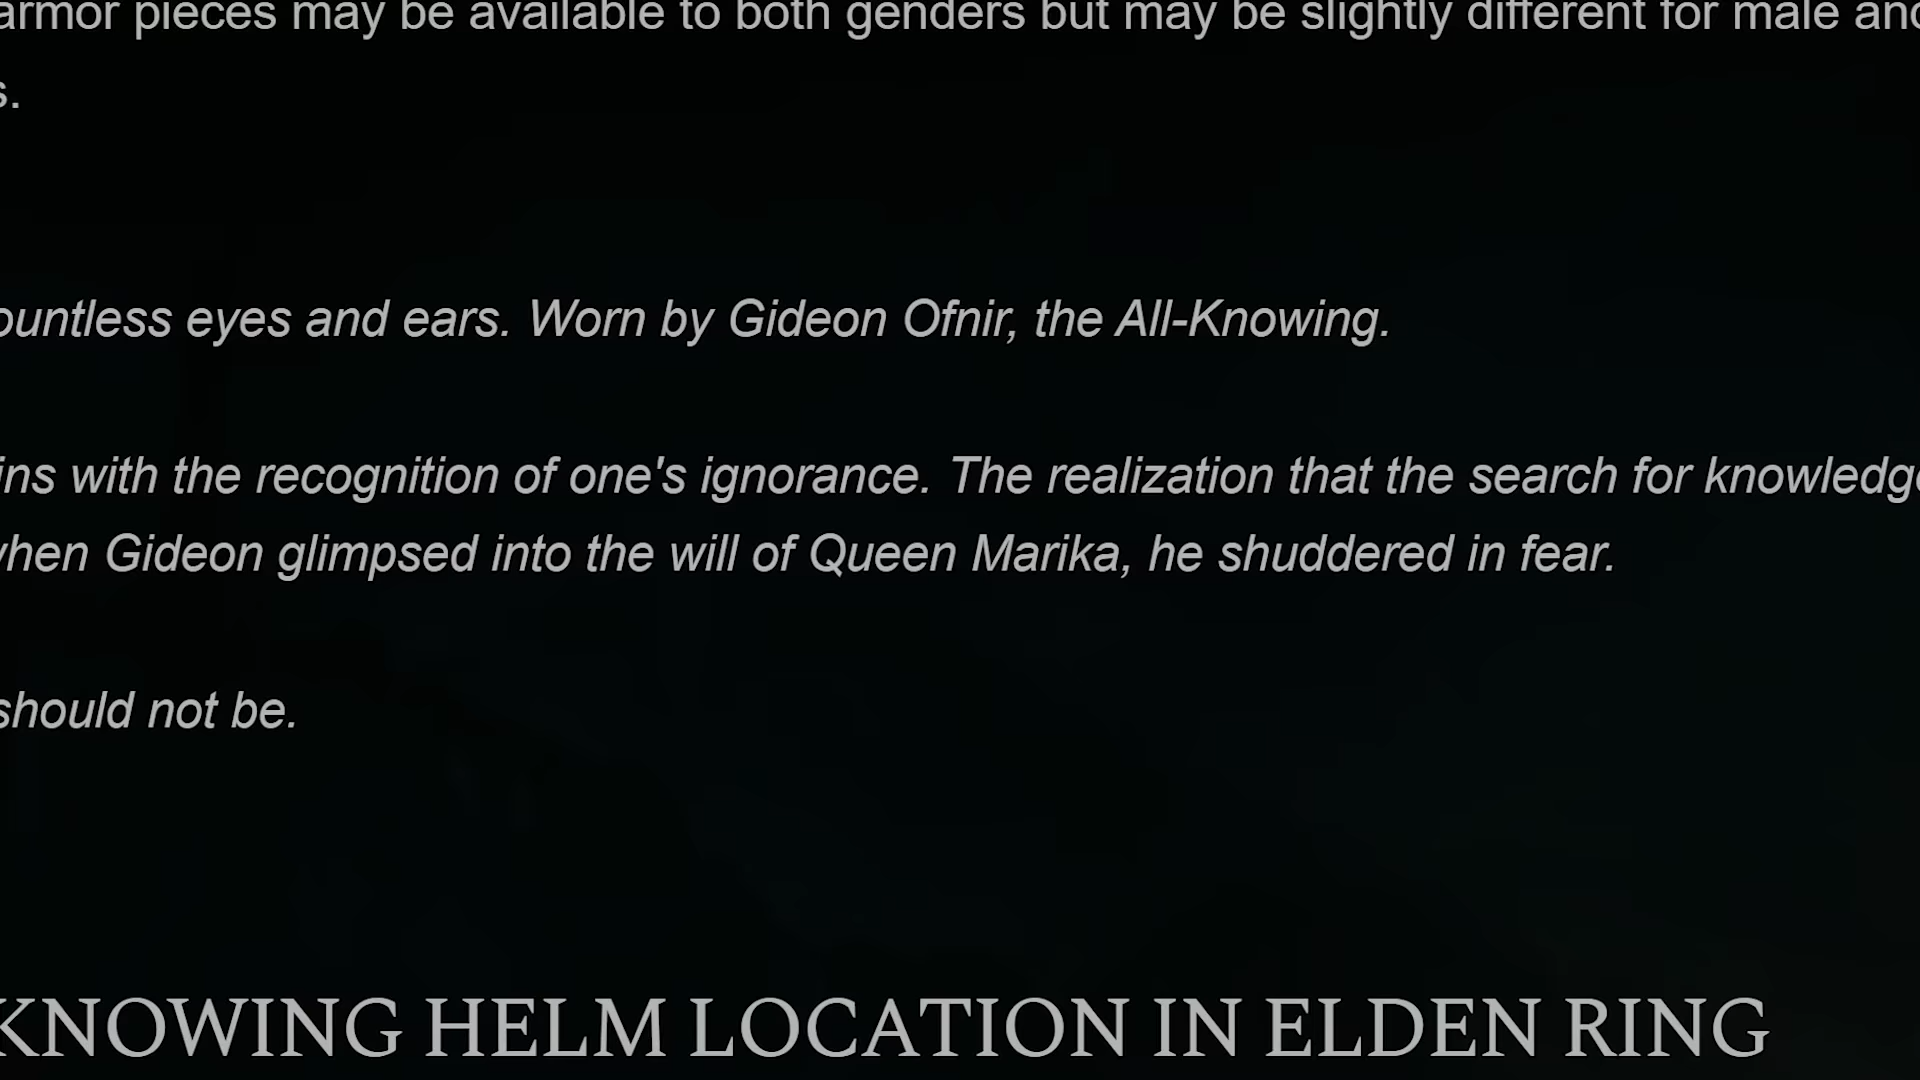 armor pieces may be available to both genders but may be slightly different for male and
s.
ountless eyes and ears. Worn by Gideon Ofnir, the All-Knowing.
ins with the recognition of one's ignorance. The realization that the search for knowledge
when Gideon glimpsed into the will of Queen Marika, he shuddered in fear.
should not be.
KNOWING HELM LOCATION IN ELDEN RING